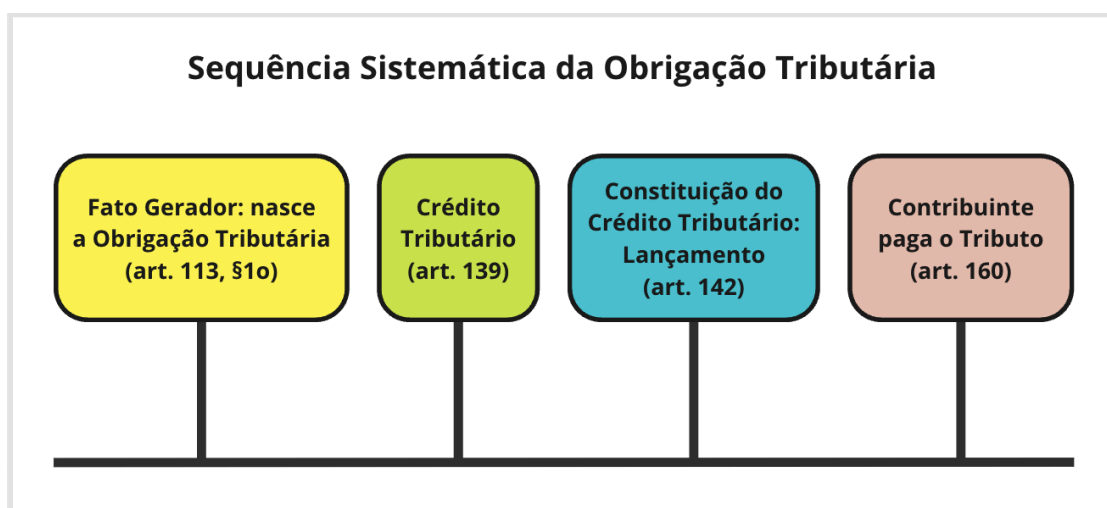 Sequência Sistemática da Obrigação Tributária
Fato Gerador: nasce
a Obrigação Tributária
(art. 113, §1o)
Crédito
Tributário
(art. 139)
Constituição do
Crédito Tributário:
Lançamento
(art. 142)
Contribuinte
paga o Tributo
(art. 160)